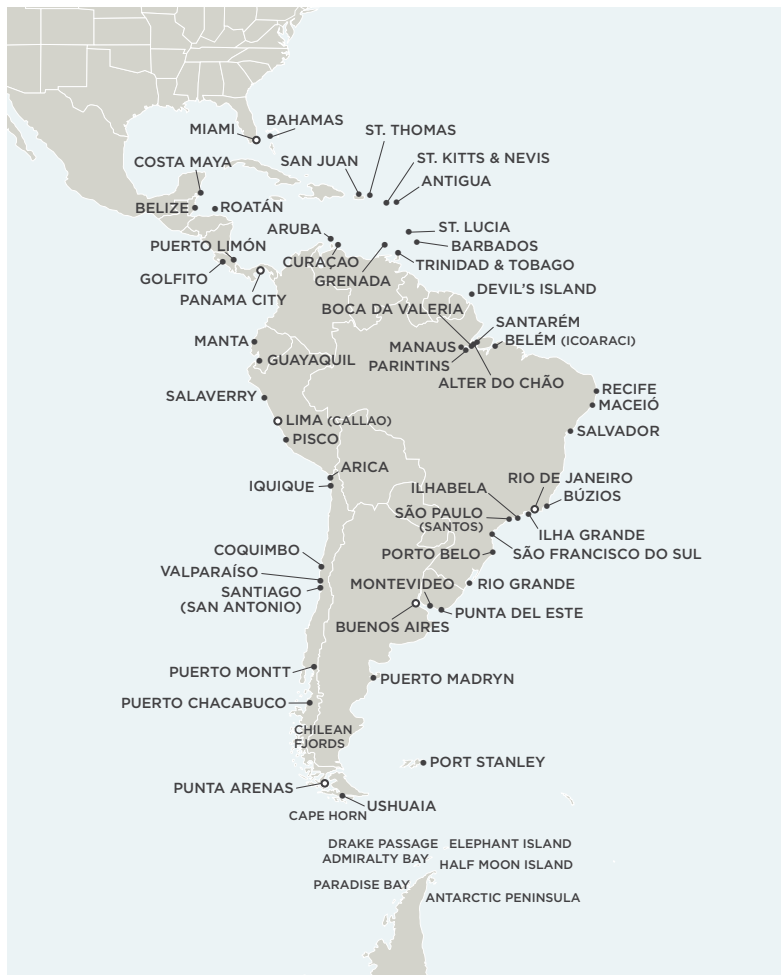 BAHAMAS
MIAMI
ST. THOMAS
SAN JUAN
ST. KITTS & NEVIS
COSTA MAYA
ANTIGUA
BELIZE
ROATÁN
ARUBA
ST. LUCIA
PUERTO LIMÓN
BARBADOS
CURAÇAO
TRINIDAD & TOBAGO
GOLFITO
GRENADA
PANAMA CITY
DEVIL'S ISLAND
BOCA DA VALERIA
SANTARÉM
MANTA
MANAUS
BELÉM (ICOARACI)
GUAYAQUIL
PARINTINS
ALTER DO CHÃO
SALAVERRY
RECIFE
MACEIÓ
LIMA (CALLAO)
SALVADOR
PISCO
ARICA
RIO DE JANEIRO
IQUIQUE
ILHABELA
BÚZIOS
SÃO PAULO
(SANTOS)
ILHA GRANDE
COQUIMBO
PORTO BELO
SÃO FRANCISCO DO SUL
VALPARAÍSO
MONTEVIDEO
RIO GRANDE
SANTIAGO
(SAN ANTONIO)
PUNTA DEL ESTE
BUENOS AIRES
PUERTO MONTT
PUERTO MADRYN
PUERTO CHACABUCO
CHILEAN
FJORDS
PORT STANLEY
PUNTA ARENAS
USHUAIA
CAPE HORN
DRAKE PASSAGE
ELEPHANT ISLAND
ADMIRALTY BAY
HALF MOON ISLAND
PARADISE BAY
ANTARCTIC PENINSULA